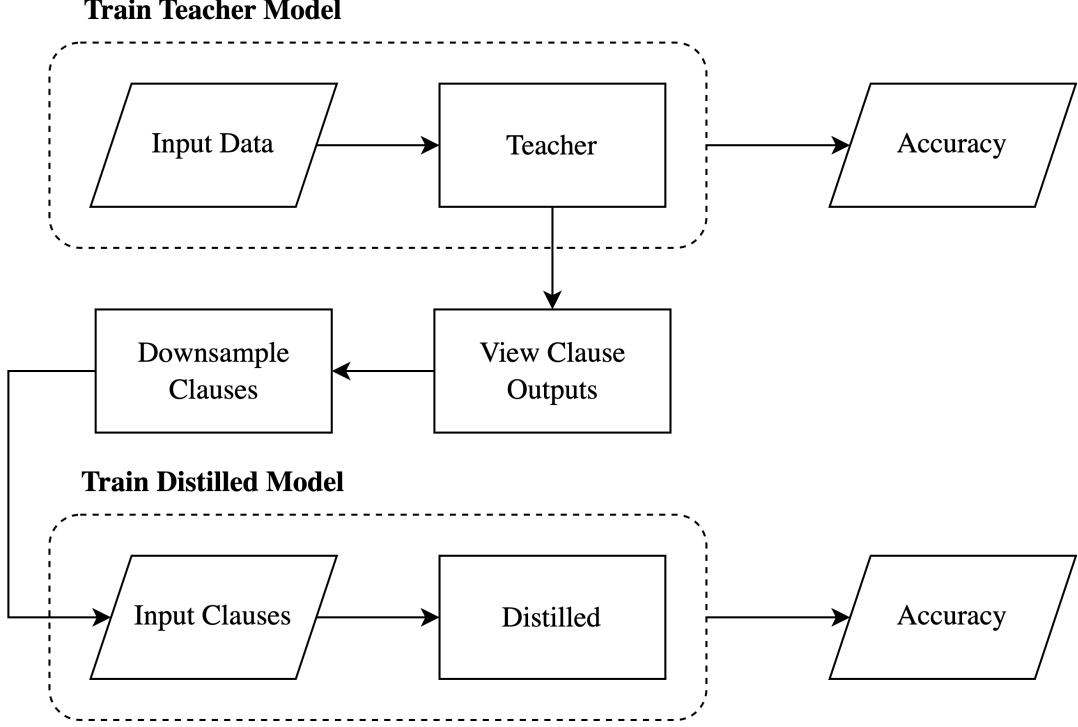 Train Teacher Model
Input Data
Teacher
Accuracy
Downsample
Clauses
View Clause
Outputs
Train Distilled Model
Input Clauses
Distilled
Accuracy